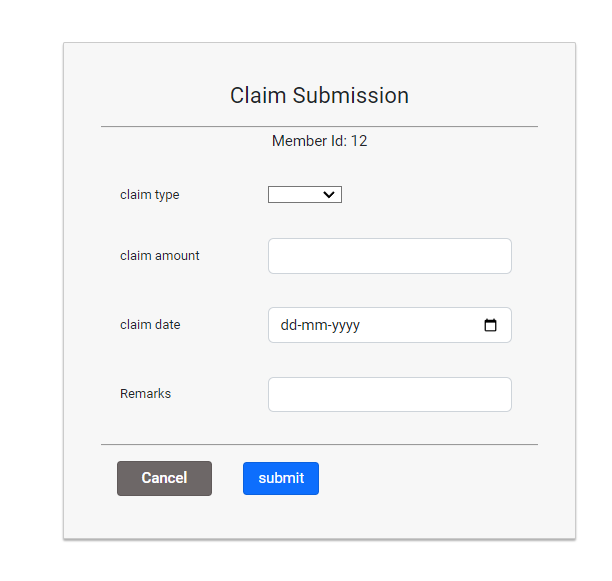 Claim Submission
Member Id: 12
claim type
claim amount
claim date dd-mm-yyyy
Remarks
Cancel submit